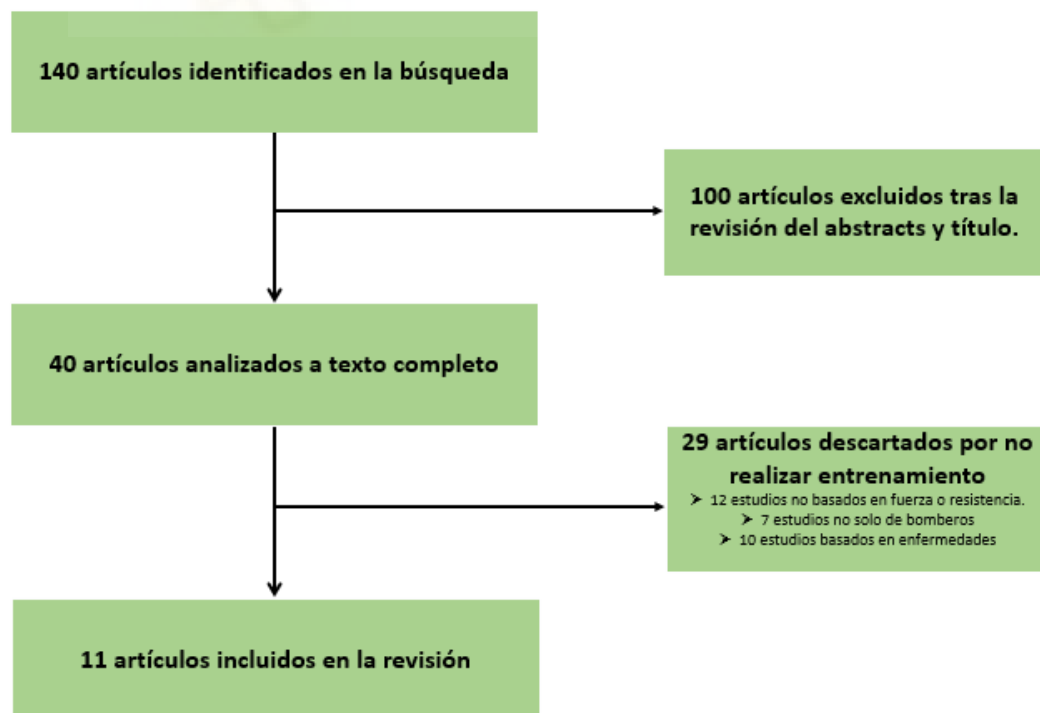 140 artículos identificados en la búsqueda
100 artículos excluidos tras la
revisión del abstracts y título.
40 artículos analizados a texto completo
29 artículos descartados por no
realizar entrenamiento
➤ 12 estudios no basados en fuerza o resistencia.
➤ 7 estudios no solo de bomberos
➤ 10 estudios basados en enfermedades
11 artículos incluidos en la revisión